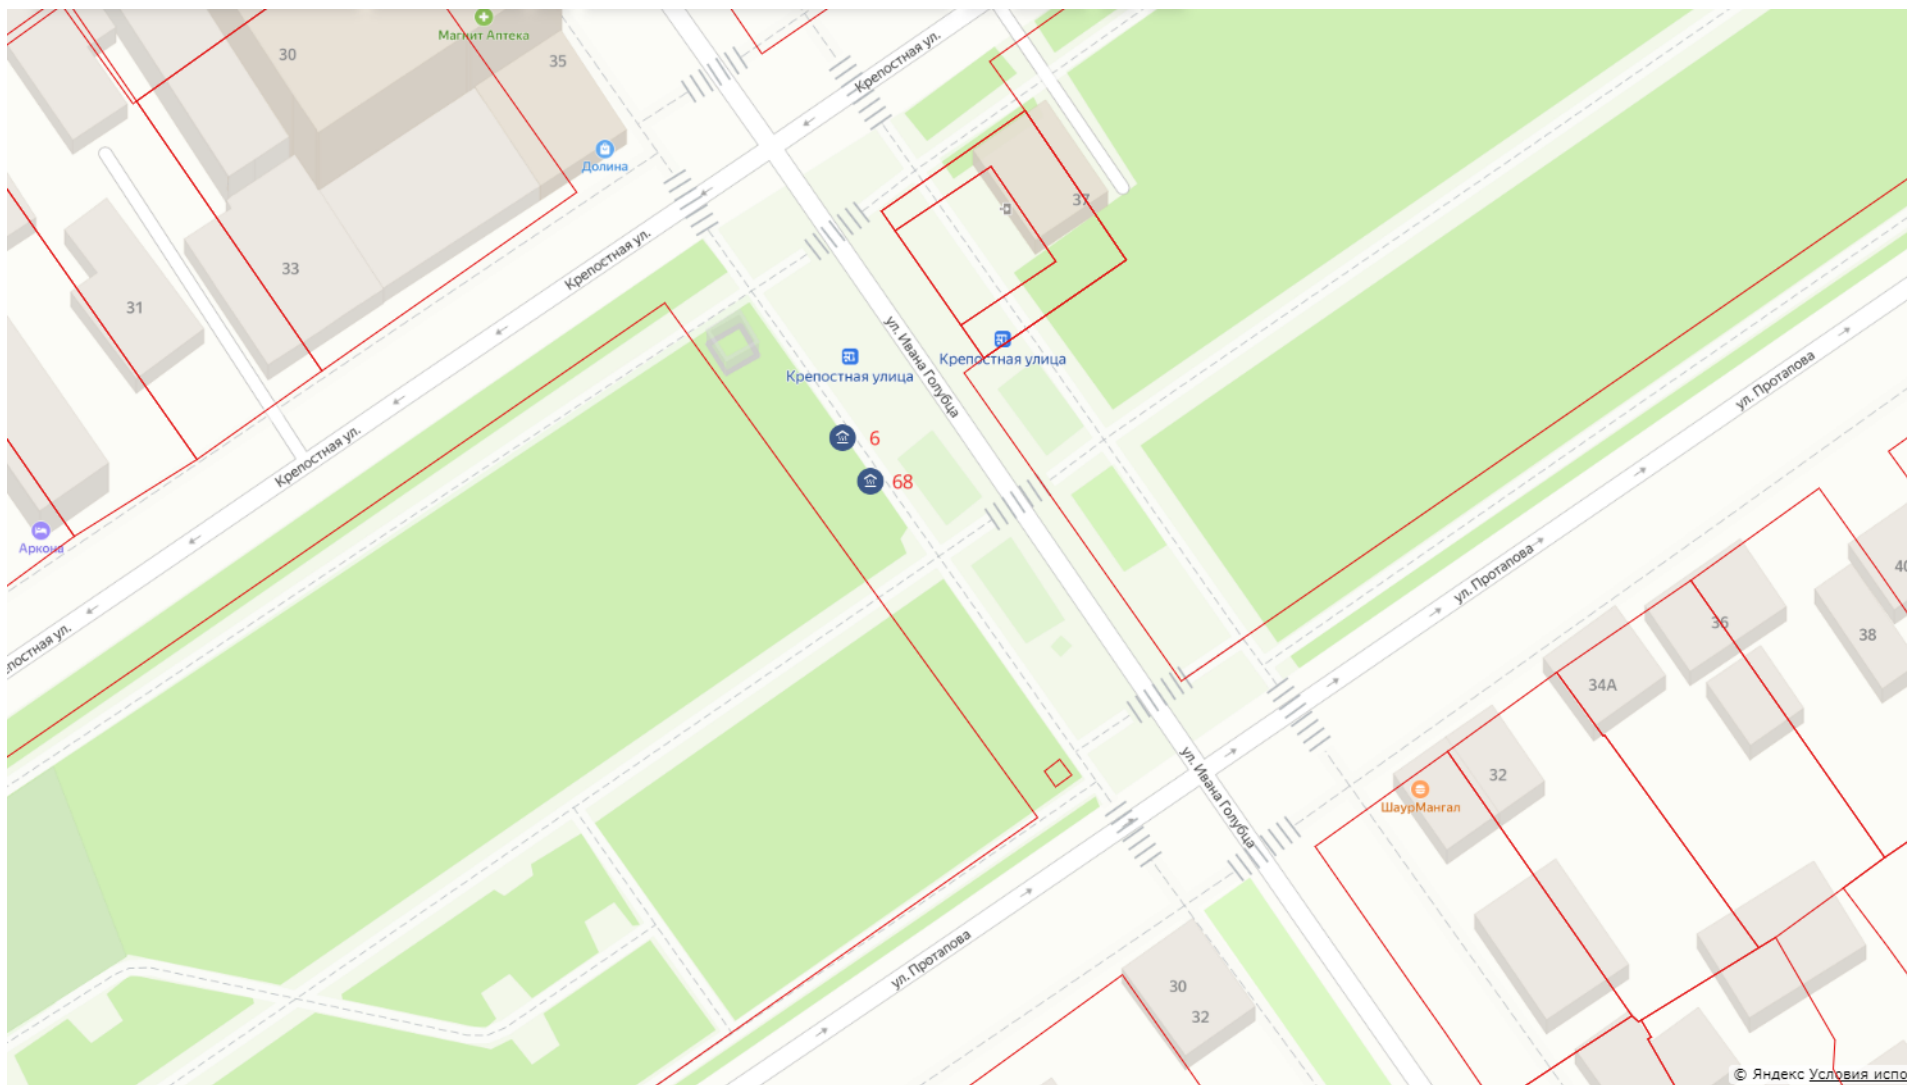 Магнит Аптека
30
35
Крепостная ул.
Долина
37
Крепостная ул.
33
31
ул. Ивана Голубца
Крепостная улица
Крепостная улица
ул. Протапова
6
68
Крепостная ул.
Аркона
ул. Протапова
40
36
38
34А
32
ул. Ивана Голубца
ШаурМангал
ул. Протапова
30
32
© Яндекс Условия испо